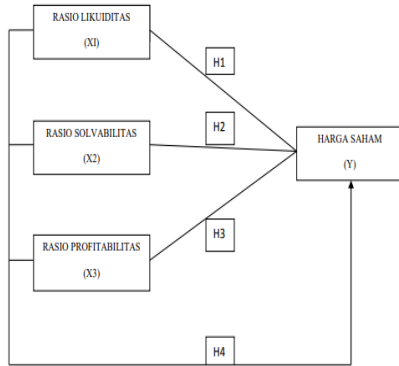 RASIO LIKUIDITAS
(XI)
H1
RASIO SOLVABILITAS
(X2)
H2
HARGA SAHAM
(Y)
RASIO PROFITABILITAS
(X3)
H3
H4